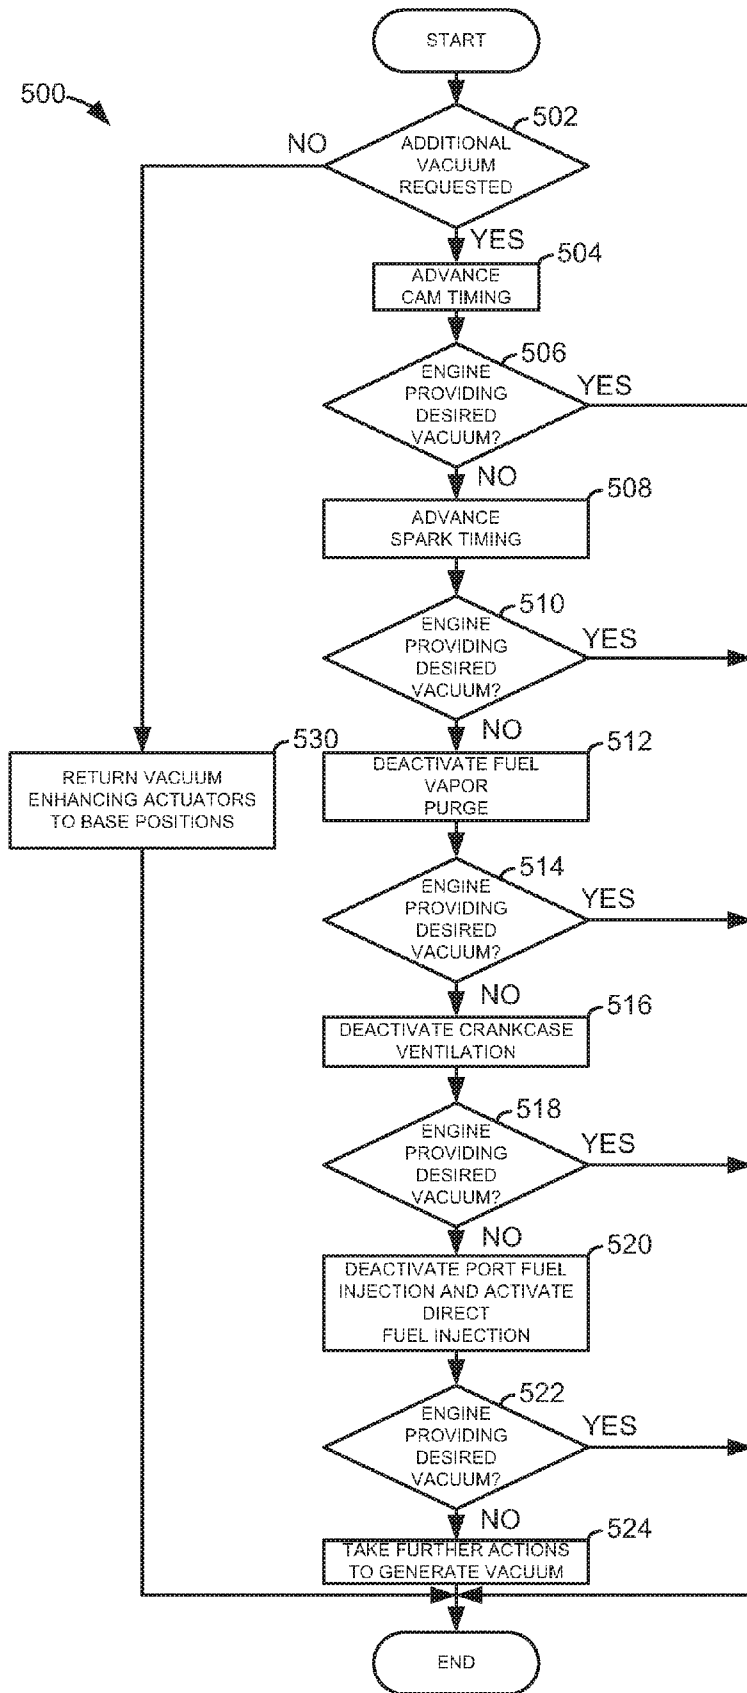 START
500
502
NO
ADDITIONAL
VACUUM
REQUESTED
YES
504
ADVANCE
CAM TIMING
506
ENGINE
PROVIDING
DESIRED
VACUUM?
YES
NO
508
ADVANCE
SPARK TIMING
510
ENGINE
PROVIDING
DESIRED
VACUUM?
YES
NO
530
RETURN VACUUM
ENHANCING ACTUATORS
TO BASE POSITIONS
512
DEACTIVATE FUEL
VAPOR
PURGE
514
ENGINE
PROVIDING
DESIRED
VACUUM?
YES
NO
516
DEACTIVATE CRANKCASE
VENTILATION
518
ENGINE
PROVIDING
DESIRED
VACUUM?
YES
NO
520
DEACTIVATE PORT FUEL
INJECTION AND ACTIVATE
DIRECT
FUEL INJECTION
522
ENGINE
PROVIDING
DESIRED
VACUUM?
YES
NO
524
TAKE FURTHER ACTIONS
TO GENERATE VACUUM
END